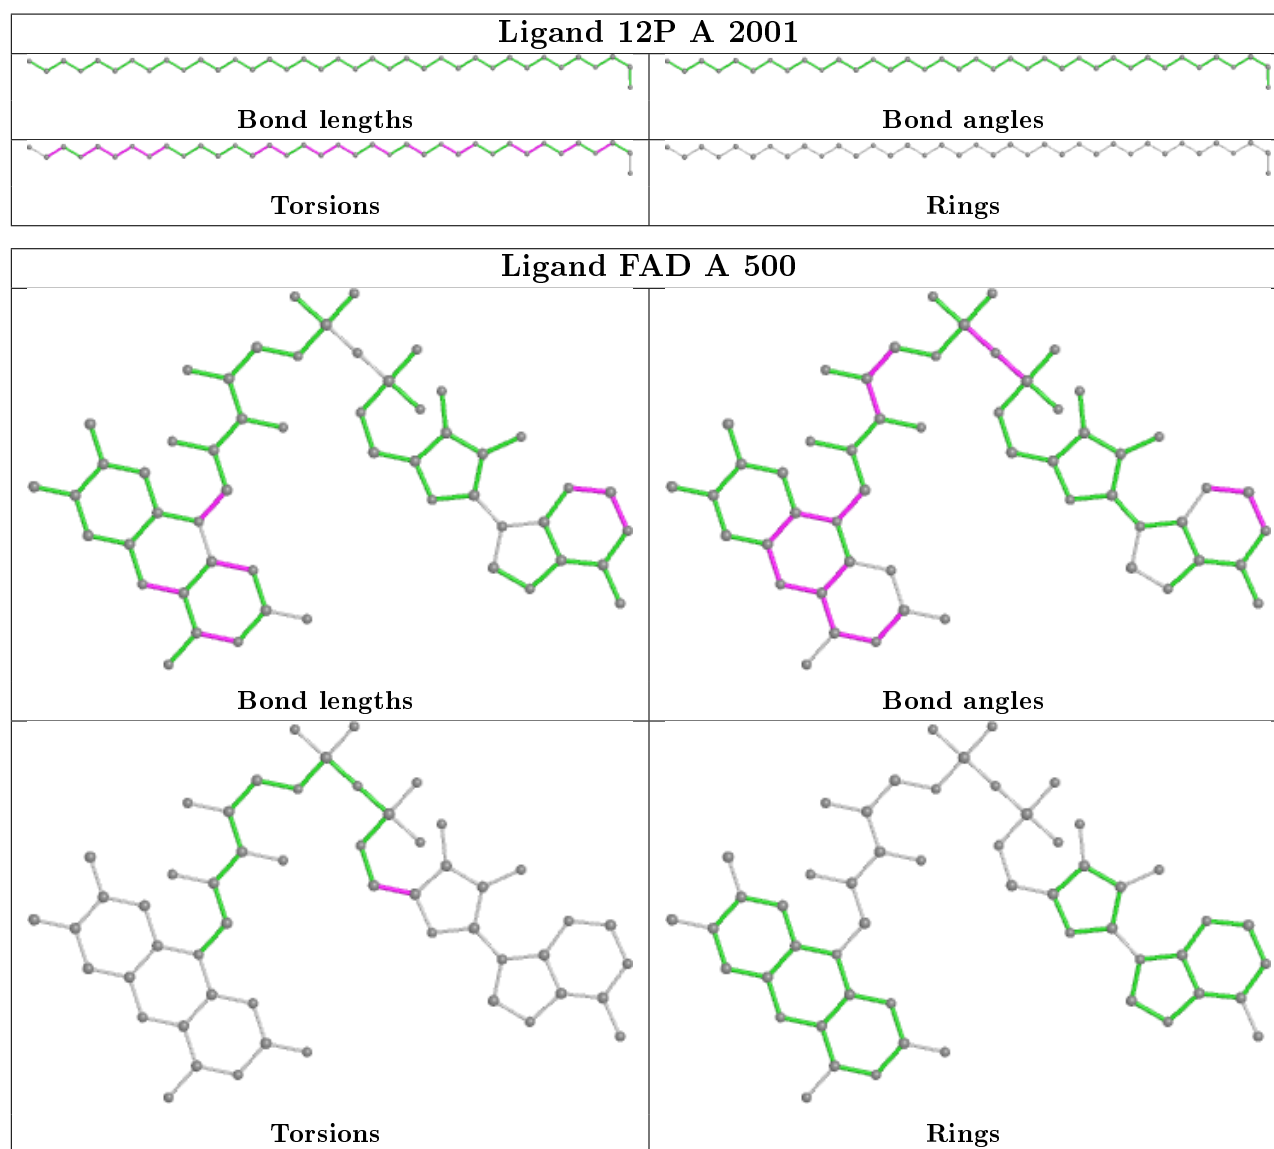 Ligand 12P A 2001
Bond lengths
Bond angles
Torsions
Rings
Ligand FAD A 500
Bond lengths
Bond angles
Torsions
Rings